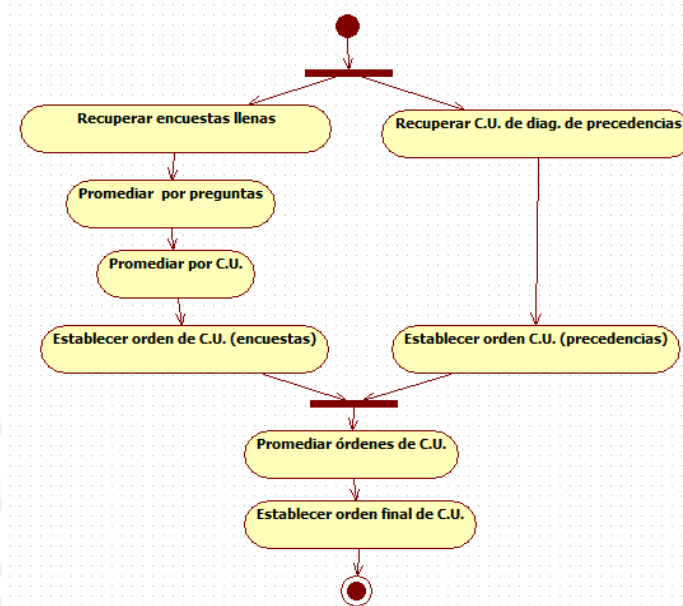 Recuperar encuestas llenas
Recuperar C.U. de diag. de precedencias
Promediar por preguntas
Promediar por C.U.
Establecer orden de C.U. (encuestas)
Establecer orden C.U. (precedencias)
Promediar órdenes de C.U.
Establecer orden final de C.U.